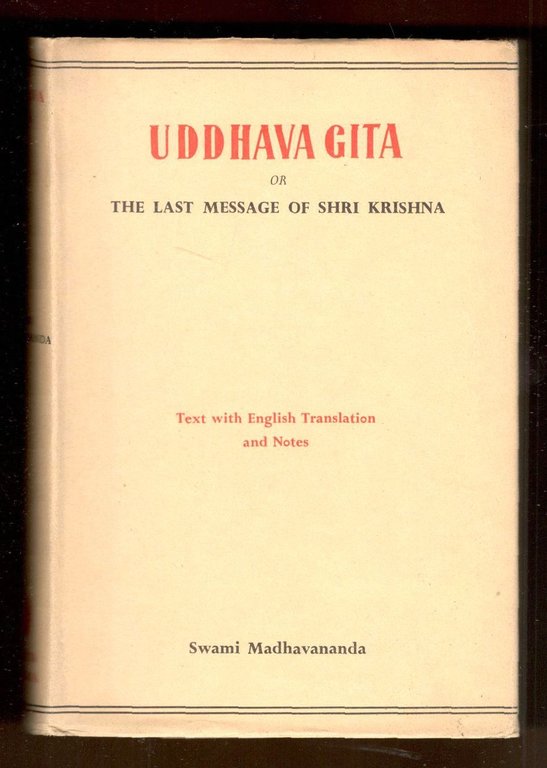 UDDHAVA GITA
OR
THE LAST MESSAGE OF SHRI KRISHNA
Text with English Translation
and Notes
Swami Madhavananda